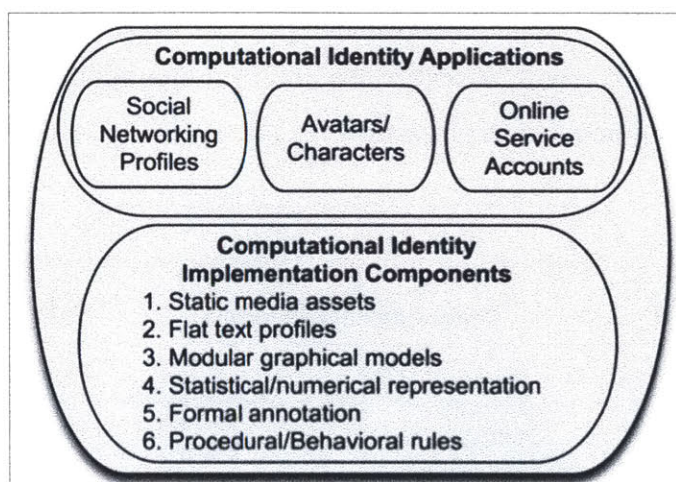 Computational Identity Applications
Social
Networking
Profiles
Avatars/
Characters
Online
Service
Accounts
Computational Identity
Implementation Components
1. Static media assets
2. Flat text profiles
3. Modular graphical models
4. Statistical/numerical representation
5. Formal annotation
6. Procedural/Behavioral rules